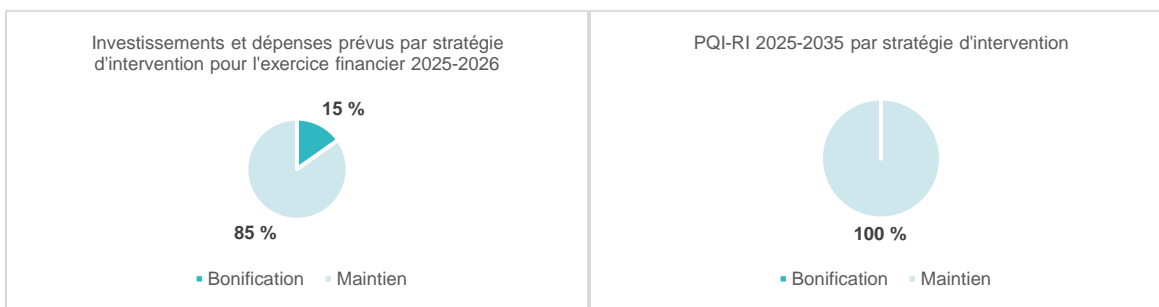 Investissements et dépenses prévus par stratégie
d'intervention pour l'exercice financier 2025-2026
15 %
85 %
Bonification Maintien
PQI-RI 2025-2035 par stratégie d'intervention
100 %
Bonification Maintien